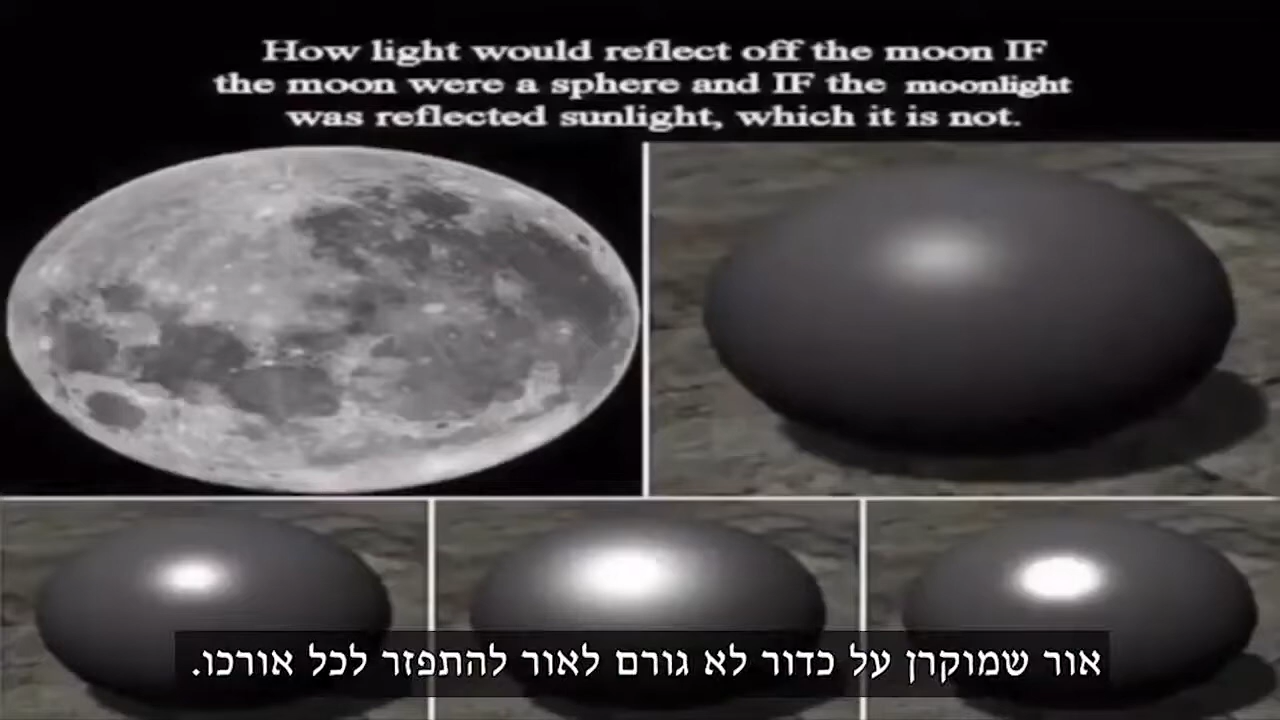 How light would reflect off the moon IF
the moon were a sphere and IF the moonlight
was reflected sunlight, which it is not.
אור שמוקרן על כדור לא גורם לאור להתפזר לכל אורכו.